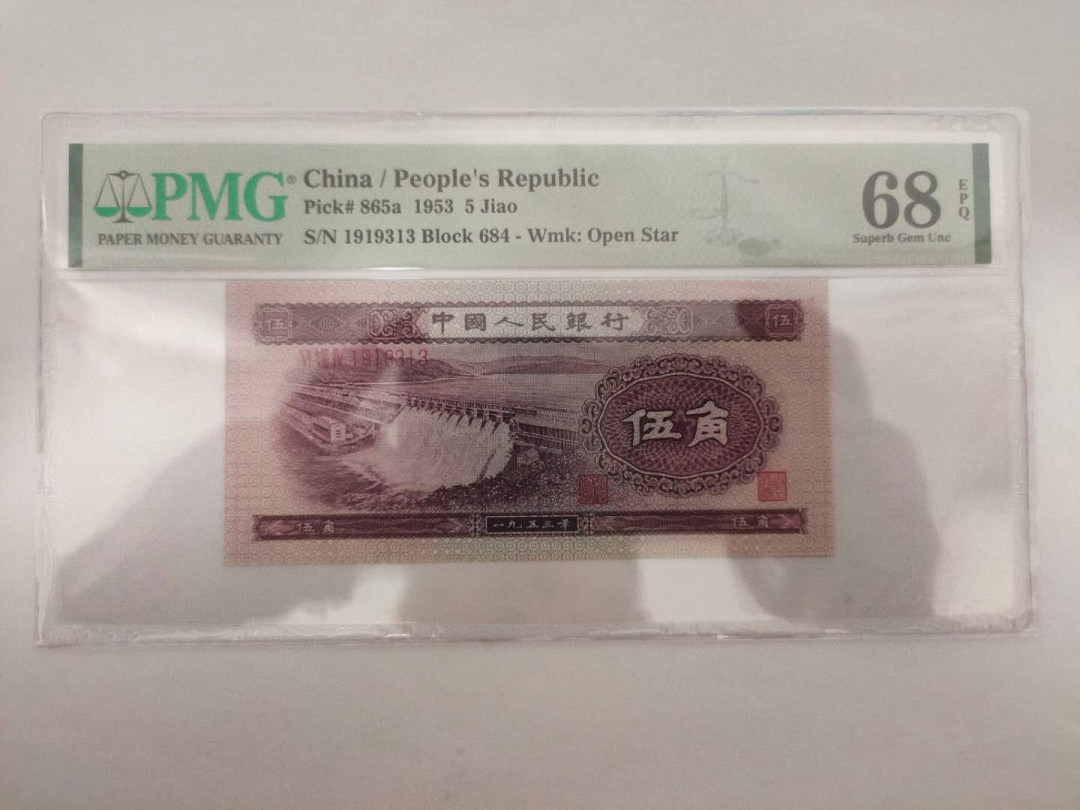 PMG®
PAPER MONEY GUARANTY
China / People's Republic
Pick# 865a 1953 5 Jiao
S/N 1919313 Block 684 - Wmk: Open Star
68
EPQ
Superb Gem Unc
伍
中國人民銀行
伍
1919313
伍角
伍角
一九五三年
伍角